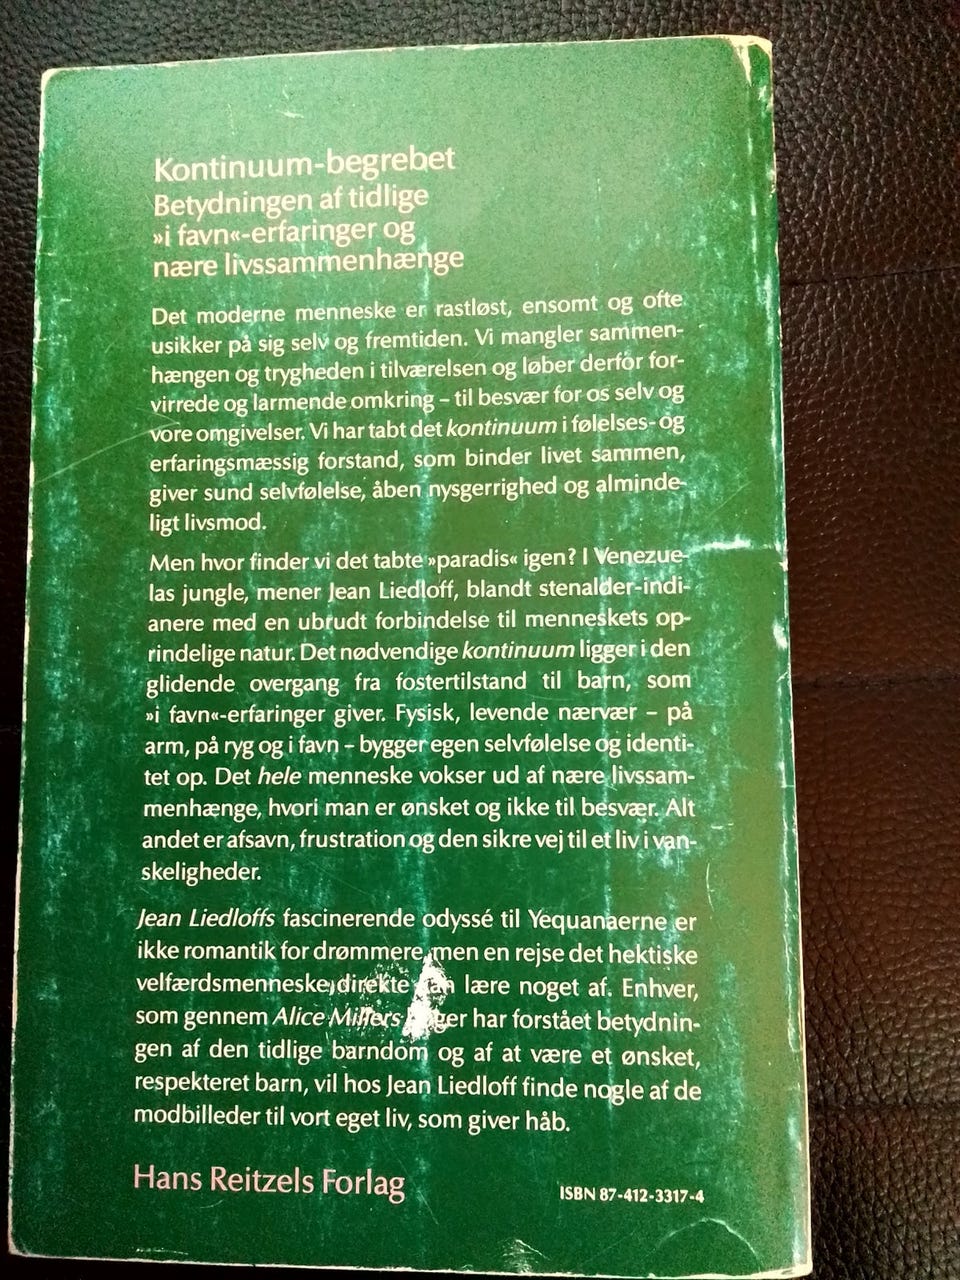 Kontinuum-begrebet
Betydningen af tidlige
»i favn«-erfaringer og
nære livssammenhænge
Det moderne menneske er rastløst, ensomt og ofte
usikker på sig selv og fremtiden. Vi mangler sammen-
hængen og trygheden i tilværelsen og løber derfor for-
virrede og larmende omkring – til besvær for os selv og
vore omgivelser. Vi har tabt det kontinuum i følelses- og
erfaringsmæssig forstand, som binder livet sammen,
giver sund selvfølelse, åben nysgerrighed og alminde-
ligt livsmod.
Men hvor finder vi det tabte »paradis« igen? I Venezue-
las jungle, mener Jean Liedloff, blandt stenalder-indi-
anere med en ubrudt forbindelse til menneskets op-
rindelige natur. Det nødvendige kontinuum ligger i den
glidende overgang fra fostertilstand til barn, som
»i favn«-erfaringer giver. Fysisk, levende nærvær – på
arm, på ryg og i favn – bygger egen selvfølelse og identi-
tet op. Det hele menneske vokser ud af nære livssam-
menhænge, hvori man er ønsket og ikke til besvær. Alt
andet er afsavn, frustration og den sikre vej til et liv i van-
skeligheder.
Jean Liedloffs fascinerende odyssé til Yequanaerne er
ikke romantik for drømmere, men en rejse det hektiske
velfærdsmenneske direkte kan lære noget af. Enhver,
som gennem Alice Millers bøger har forstået betydnin-
gen af den tidlige barndom og af at være et ønsket,
respekteret barn, vil hos Jean Liedloff finde nogle af de
modbilleder til vort eget liv, som giver håb.
Hans Reitzels Forlag
ISBN 87-412-3317-4